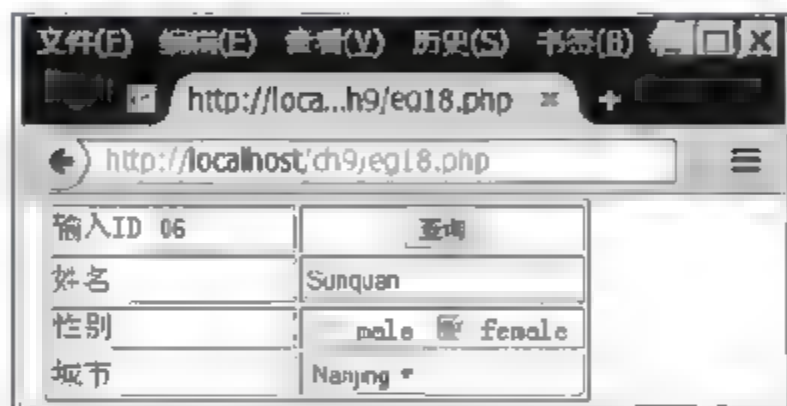 文件(F) 编辑(E) 查看(V) 历史(S) 书签(B)
http://loca...h9/eg18.php × +
http://localhost/ch9/eg18.php
输入ID 06 查询
姓名 Sunquan
性别 male female
城市 Nanjing